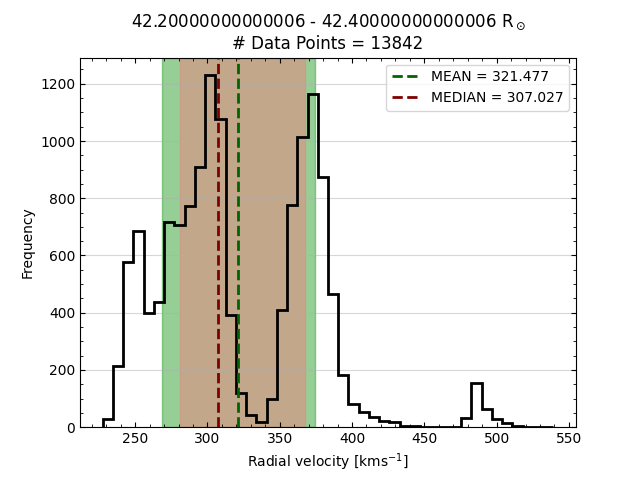 42.20000000000006 - 42.40000000000006 R⊙
# Data Points = 13842
MEAN = 321.477
MEDIAN = 307.027
Frequency
1200
1000
800
600
400
200
0
250 300 350 400 450 500 550
Radial velocity [kms⁻¹]